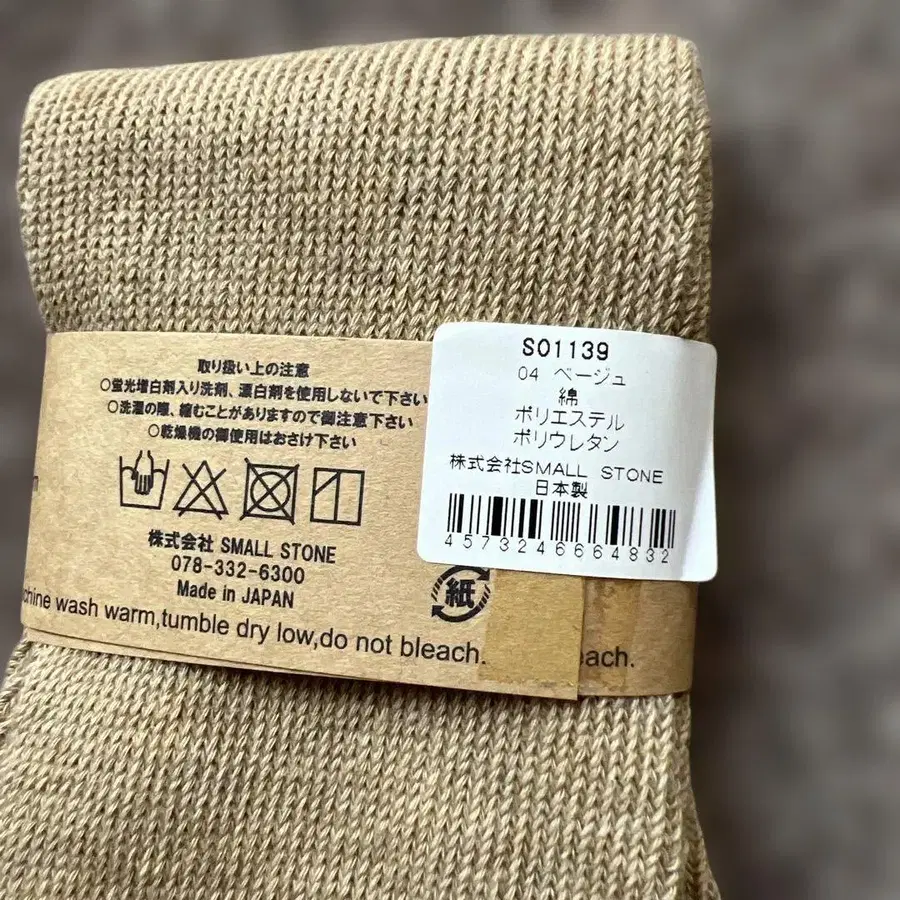 取り扱い上の注意
○蛍光増白剤入り洗剤、漂白剤を使用しないで下さい
○洗濯の際、縮むことがありますので御注意下さい
○乾燥機の御使用はおさけ下さい
株式会社 SMALL STONE
078-332-6300
Made in JAPAN
紙
chine wash warm,tumble dry low,do not bleach.
each.
S01139
04 ベージュ
綿
ポリエステル
ポリウレタン
株式会社SMALL STONE
日本製
4573246664832